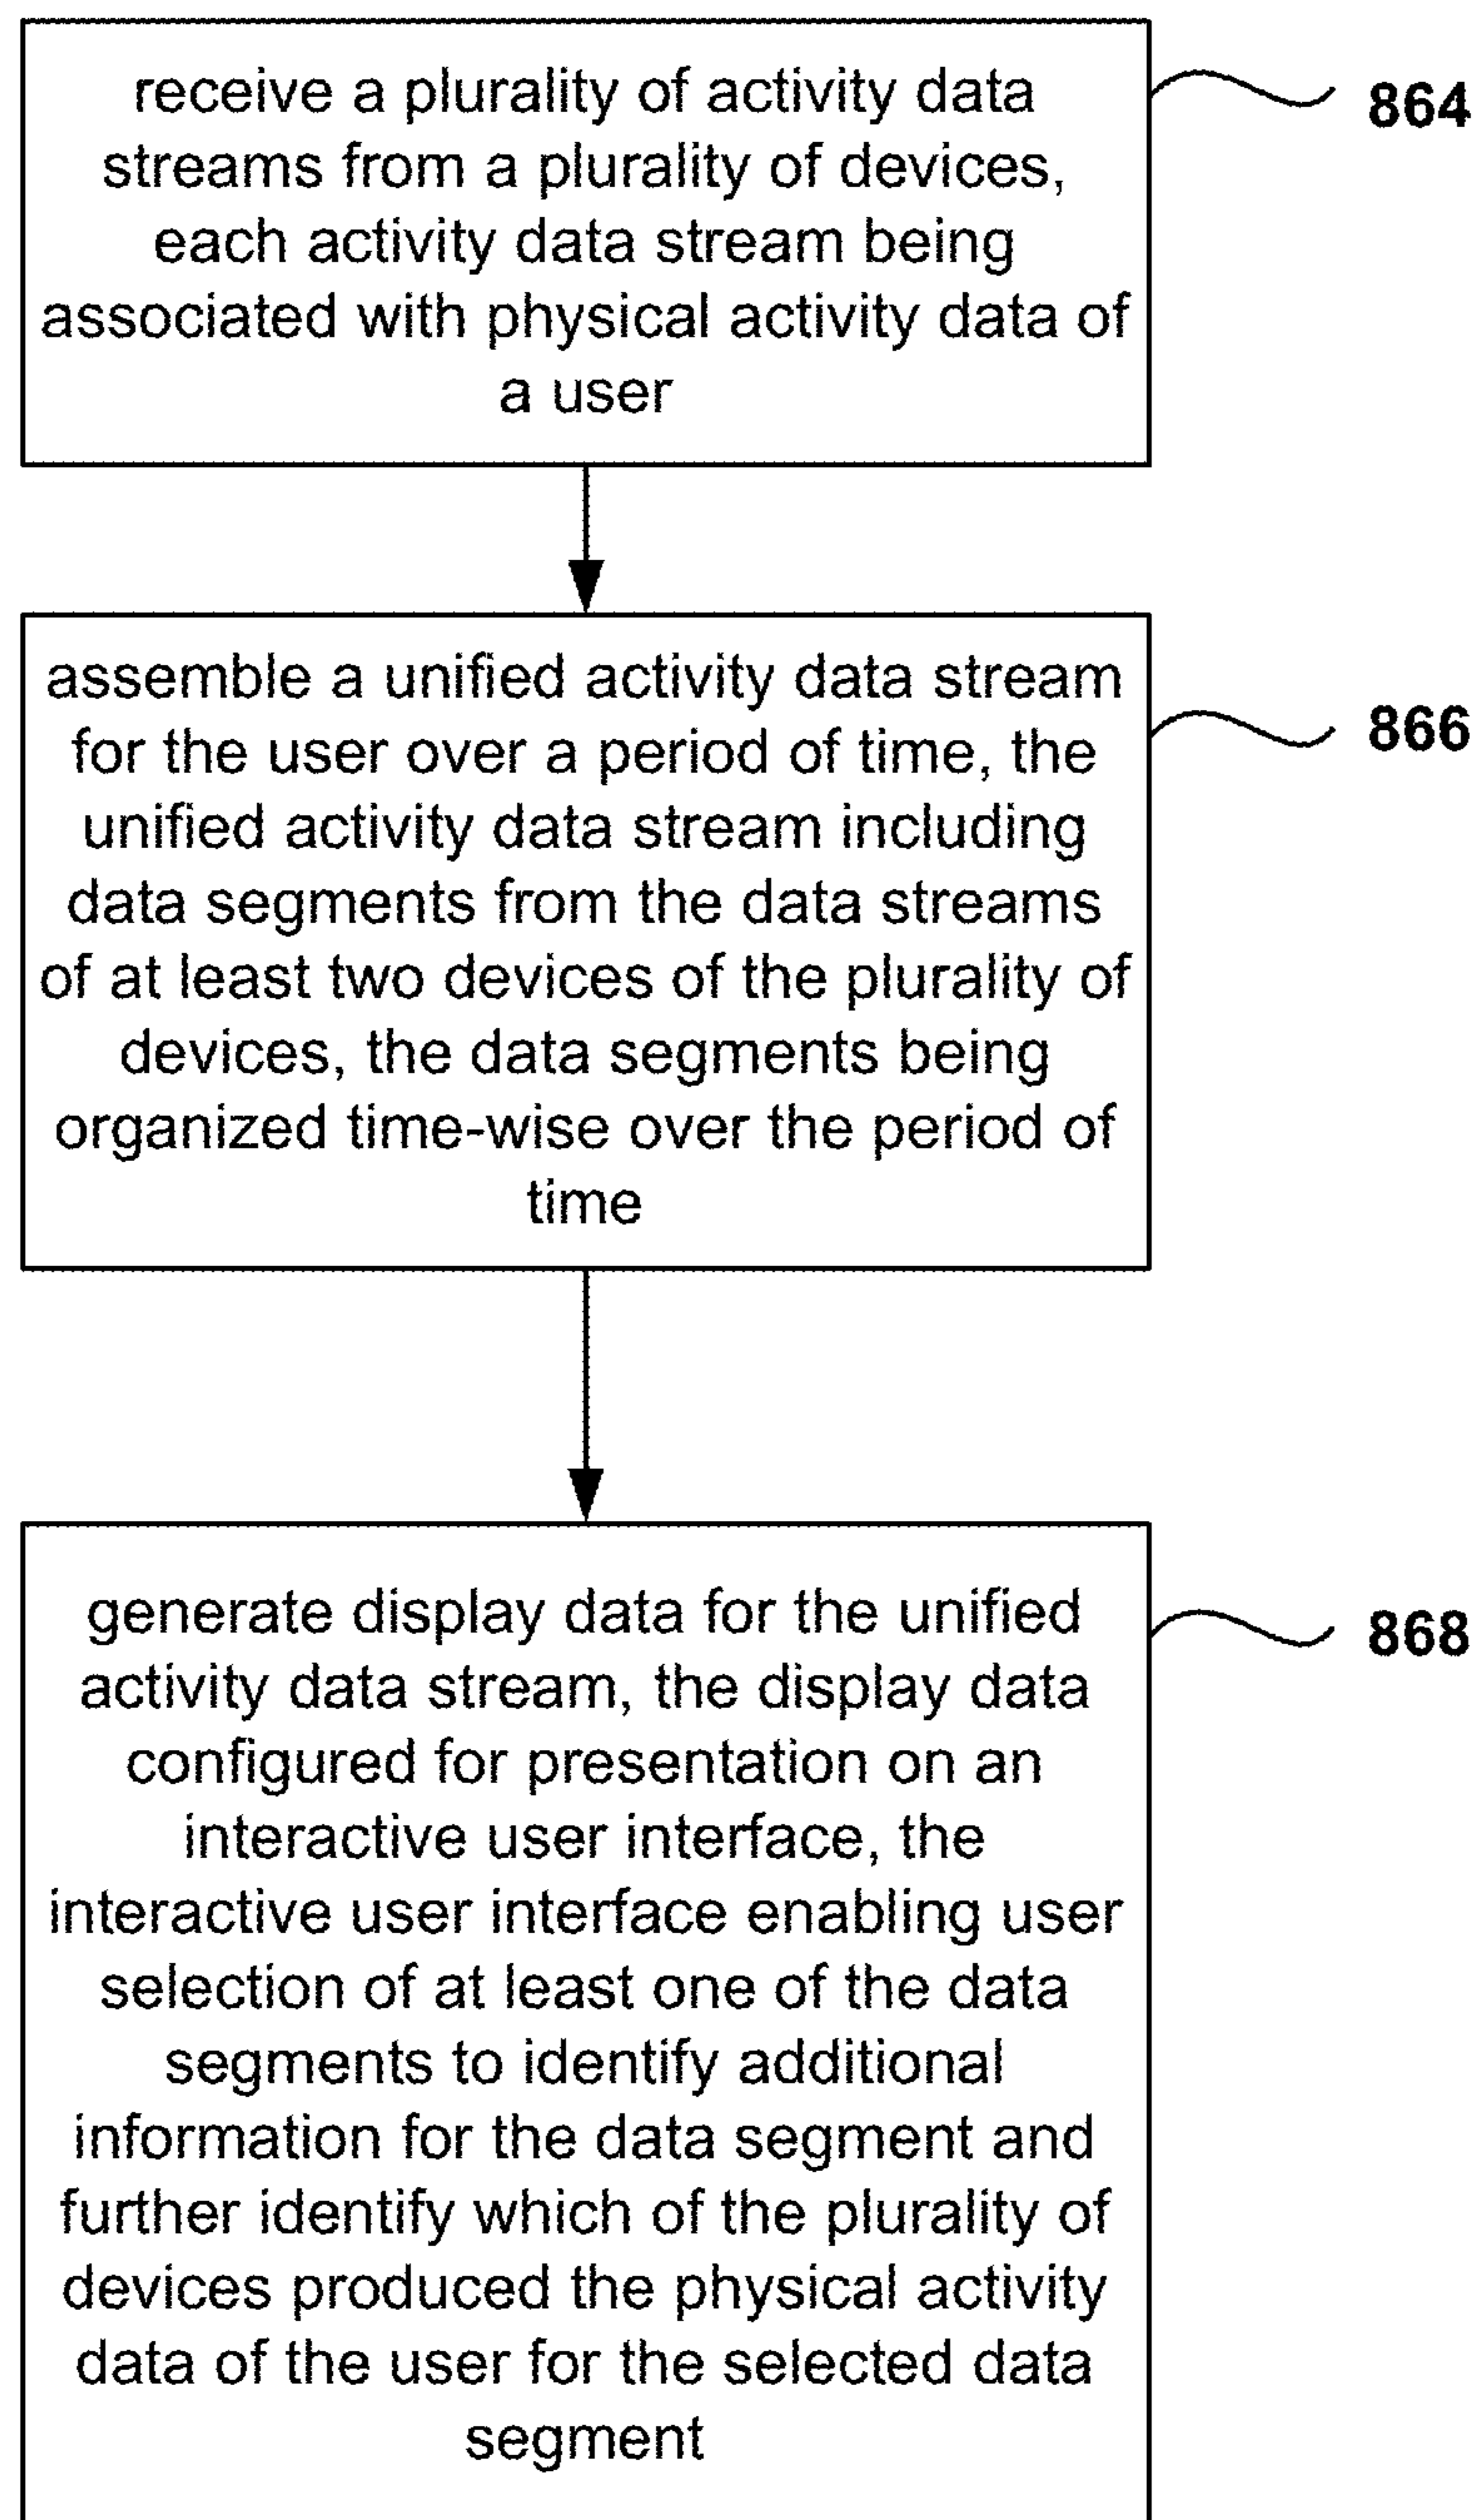 receive a plurality of activity data
streams from a plurality of devices,
each activity data stream being
associated with physical activity data of
a user
864
assemble a unified activity data stream
for the user over a period of time, the
unified activity data stream including
data segments from the data streams
of at least two devices of the plurality of
devices, the data segments being
organized time-wise over the period of
time
866
generate display data for the unified
activity data stream, the display data
configured for presentation on an
interactive user interface, the
interactive user interface enabling user
selection of at least one of the data
segments to identify additional
information for the data segment and
further identify which of the plurality of
devices produced the physical activity
data of the user for the selected data
segment
868